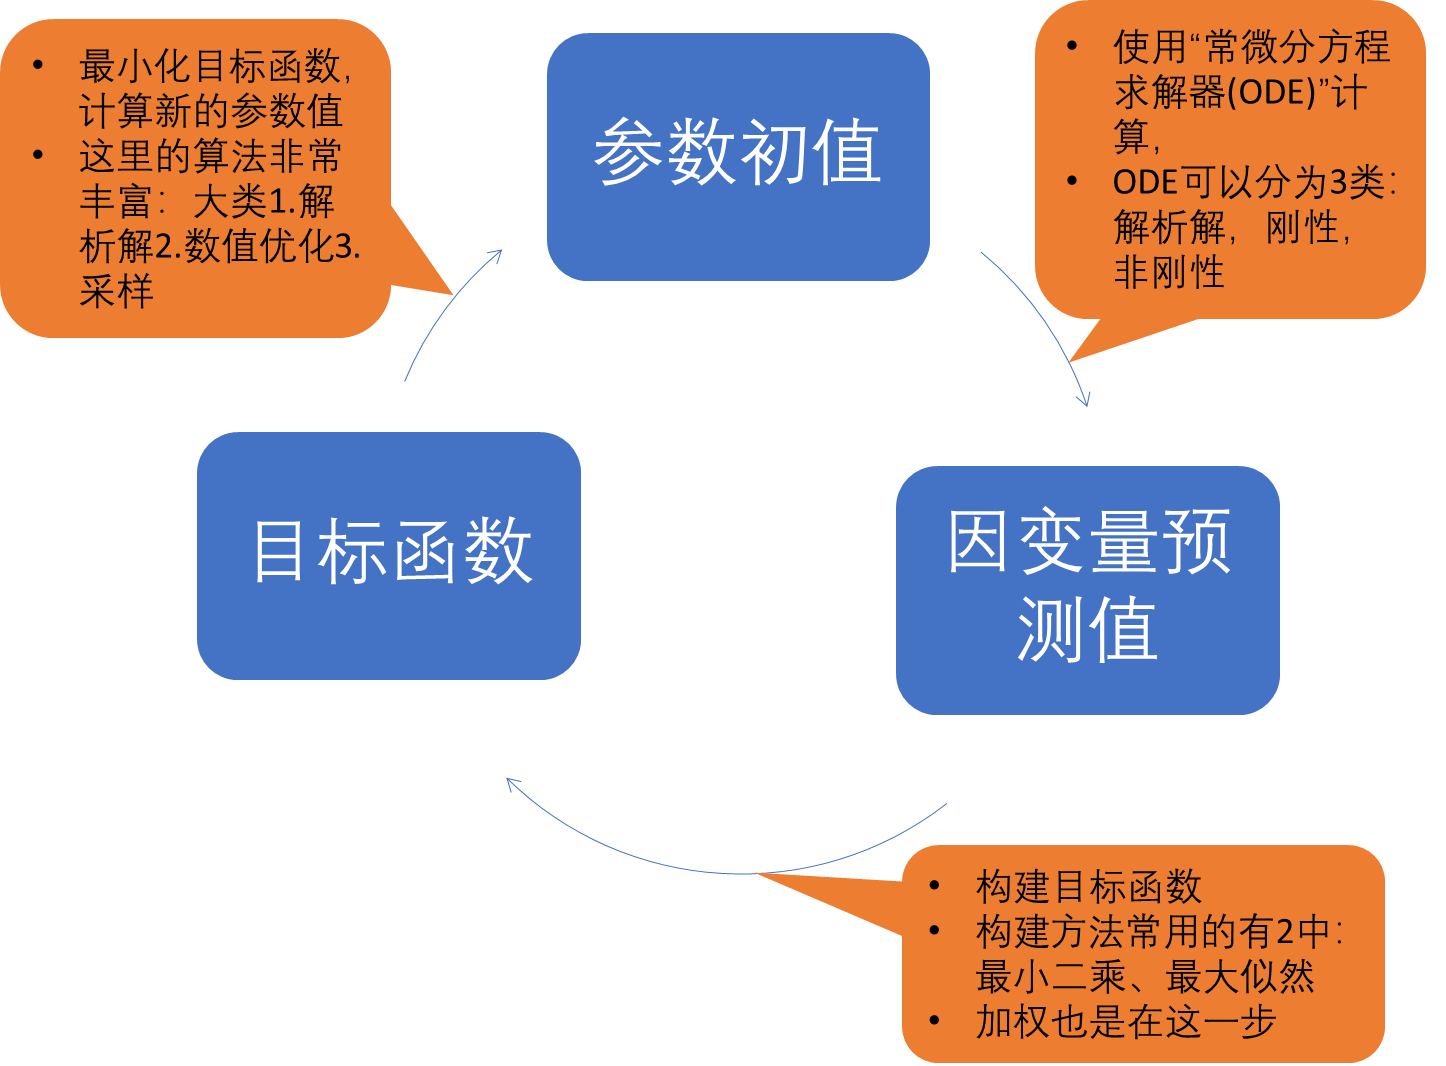 • 最小化目标函数，
计算新的参数值
• 这里的算法非常
丰富：大类1.解
析解2.数值优化3.
采样
参数初值
• 使用“常微分方程
求解器(ODE)”计
算，
• ODE可以分为3类：
解析解，刚性，
非刚性
目标函数
因变量预
测值
• 构建目标函数
• 构建方法常用的有2中：
最小二乘、最大似然
• 加权也是在这一步